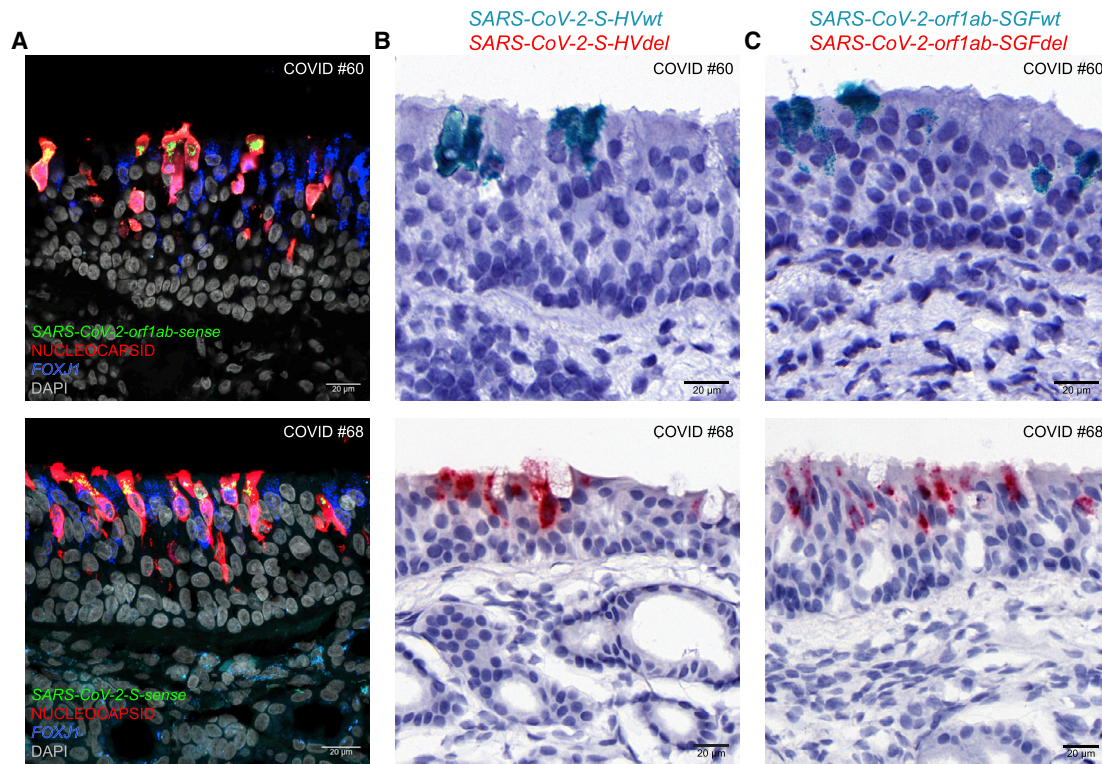 A
COVID #60
SARS-CoV-2-orf1ab-sense
NUCLEOCAPSID
FOXJ1
DAPI
20 µm
B
SARS-CoV-2-S-HVwt
SARS-CoV-2-S-HVdel
COVID #60
20 µm
C
SARS-CoV-2-orf1ab-SGFwt
SARS-CoV-2-orf1ab-SGFdel
COVID #60
20 µm
COVID #68
SARS-CoV-2-S-sense
NUCLEOCAPSID
FOXJ1
DAPI
20 µm
COVID #68
20 µm
COVID #68
20 µm